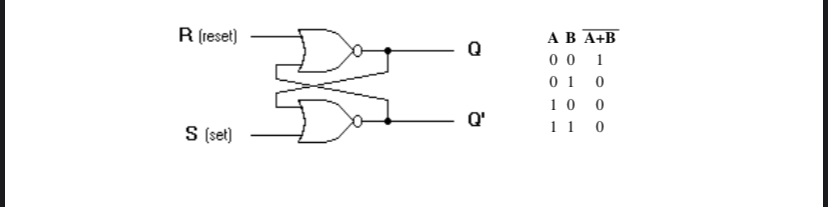 R (reset)
Q
Q'
S (set)
A B A+B
0 0 1
0 1 0
1 0 0
1 1 0